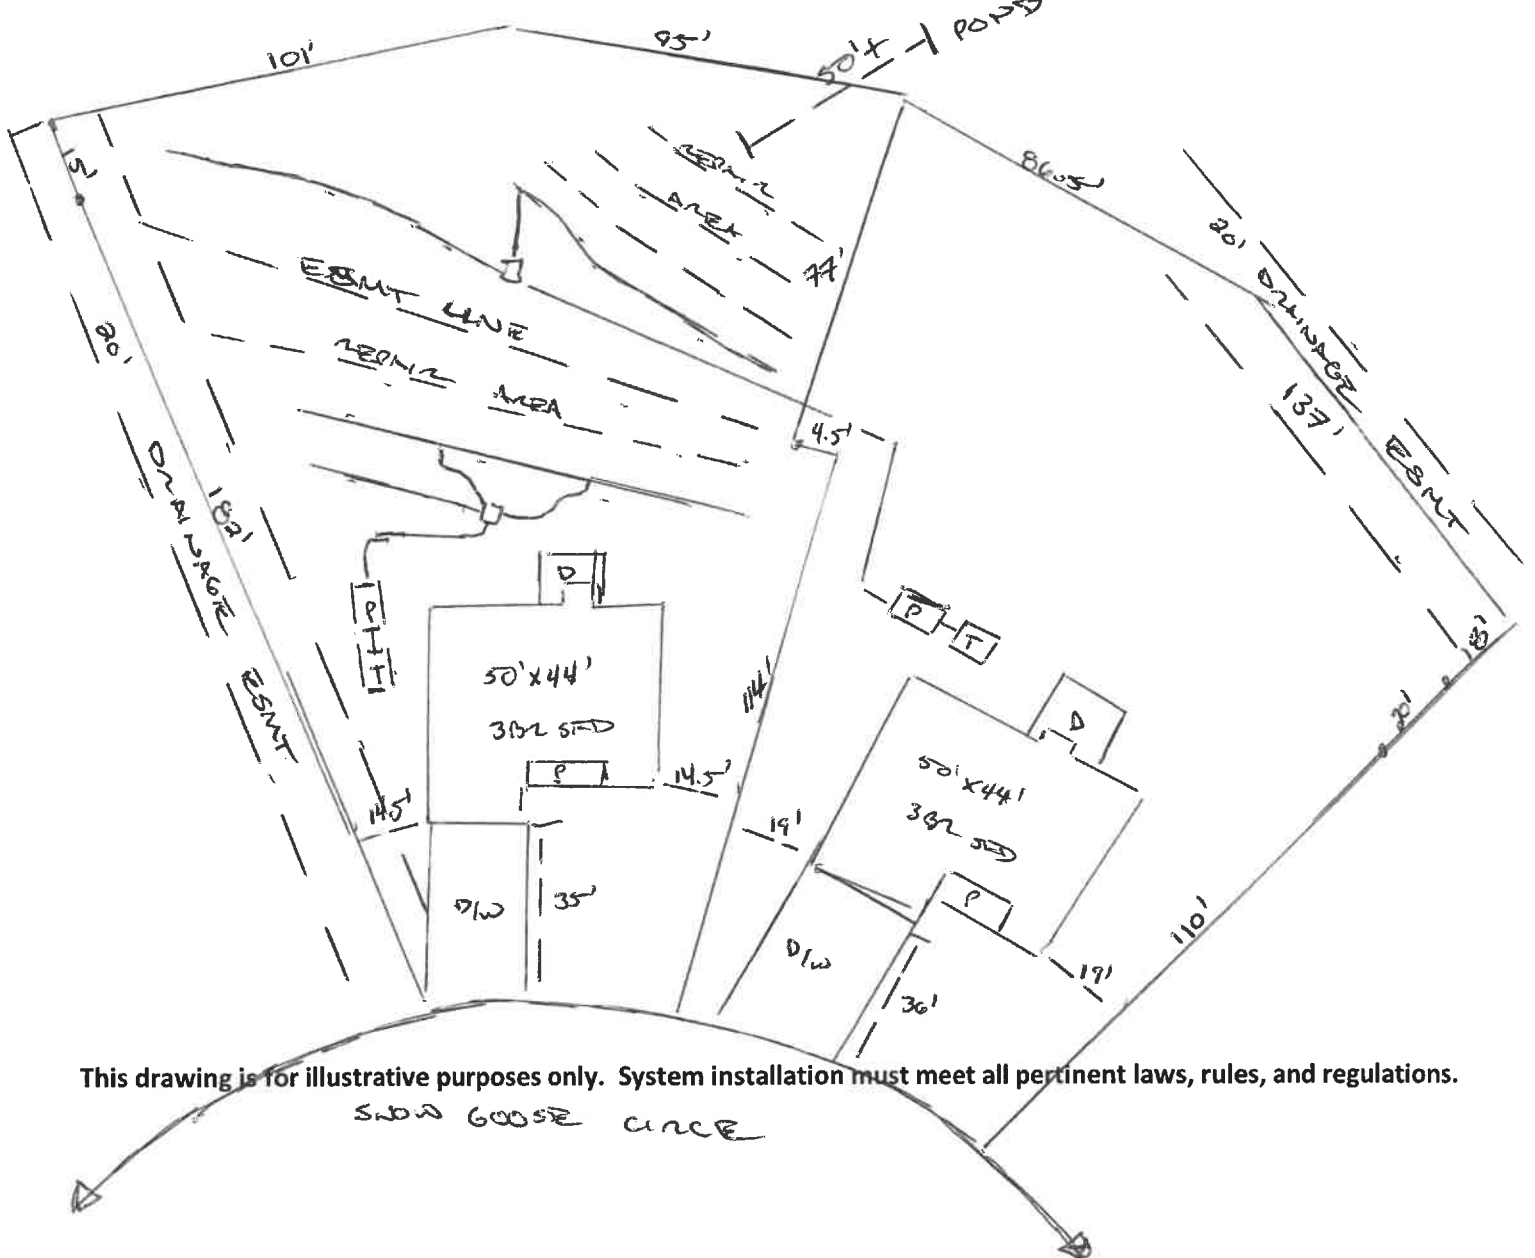 POND
50'+
95'
101'
15'
REPAIR
AREA
77'
86.5'
20' DRAINAGE ESMT
137'
ESMT LINE
REPAIR AREA
4.5'
20' DRAINAGE ESMT
182'
D
P
T
50'X44'
3BR SFD
P
14.5'
14.5'
D/W
35'
114'
P
T
D
50'X44'
3BR SFD
P
19'
19'
D/W
36'
20'
110'
This drawing is for illustrative purposes only. System installation must meet all pertinent laws, rules, and regulations.
SNOW GOOSE CIRCE